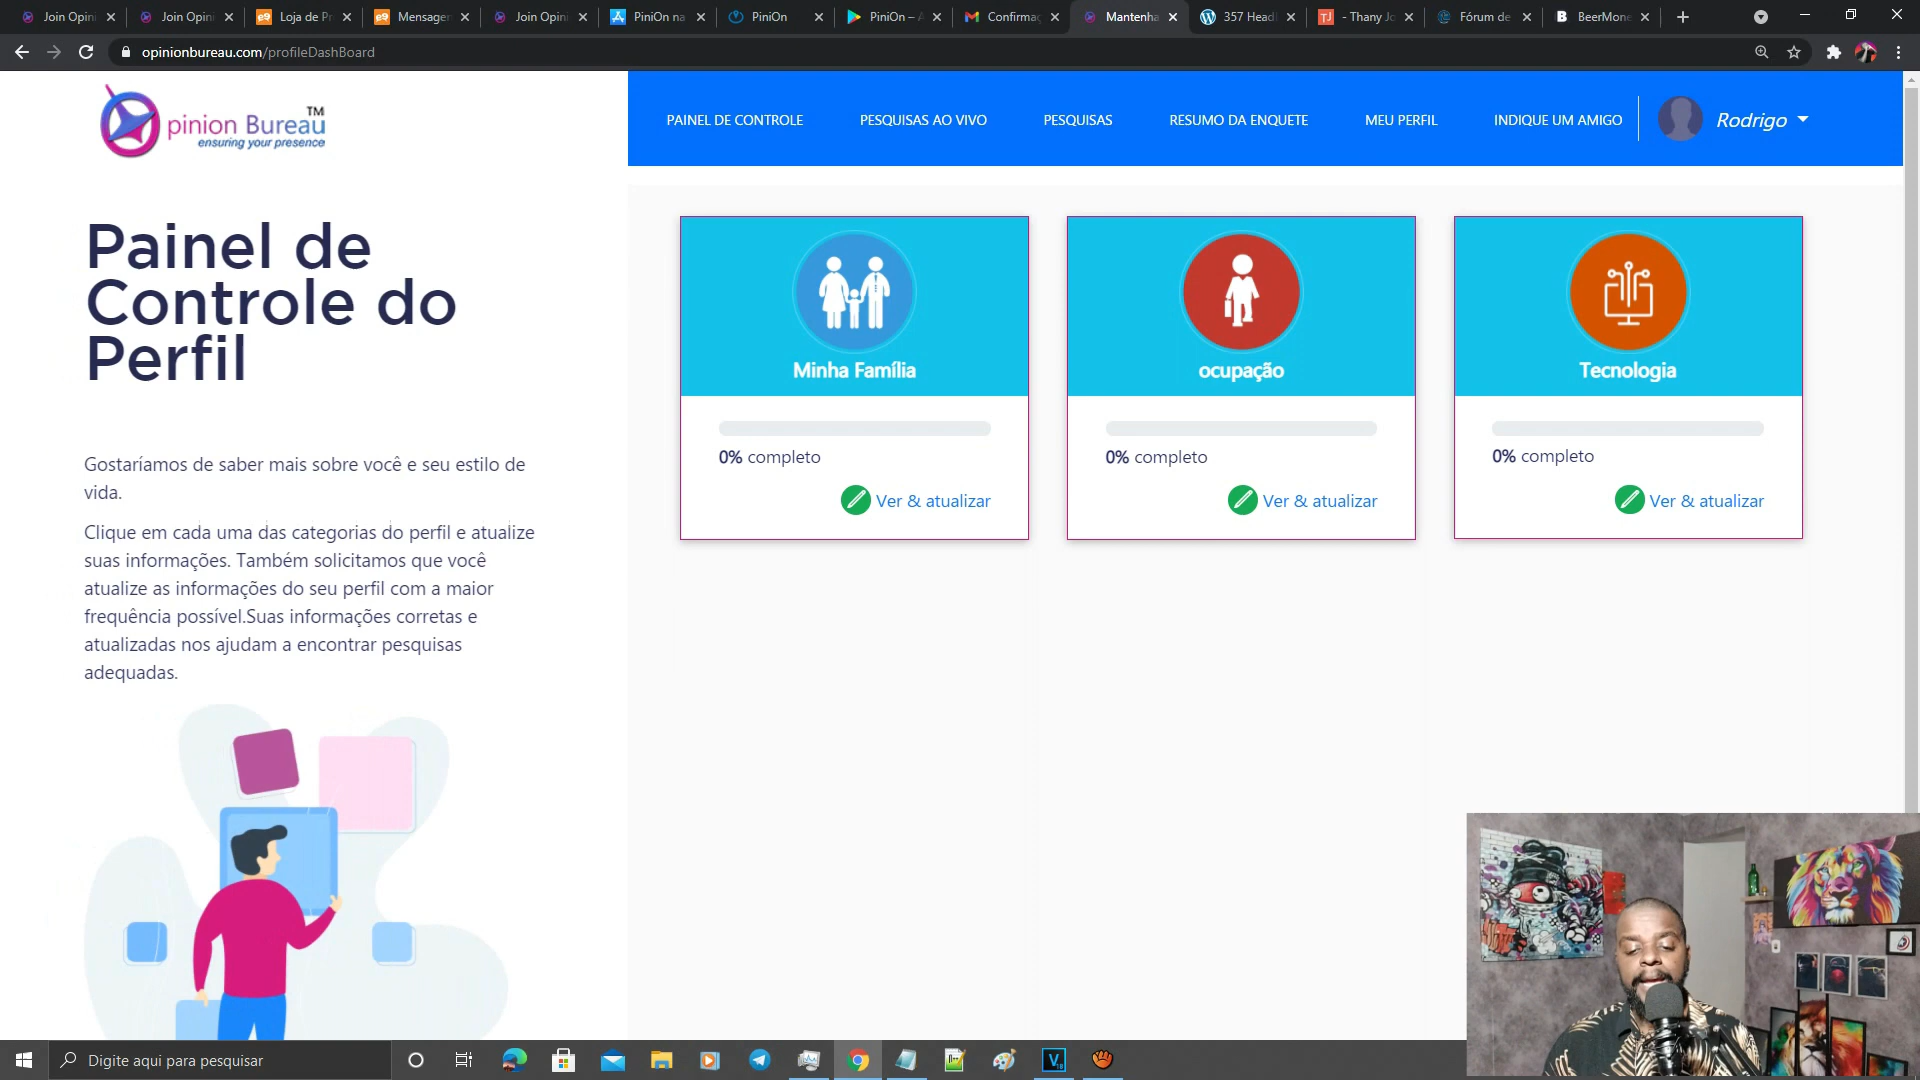 Join Opini
Join Opini
Loja de Pr
Mensagen
Join Opini
PiniOn na
PiniOn
PiniOn – A
Confirmaç
Mantenha
357 Headl
- Thany Jo
Fórum de
BeerMone
opinionbureau.com/profileDashBoard
pinion Bureau TM
ensuring your presence
PAINEL DE CONTROLE
PESQUISAS AO VIVO
PESQUISAS
RESUMO DA ENQUETE
MEU PERFIL
INDIQUE UM AMIGO
Rodrigo
Painel de
Controle do
Perfil
Gostaríamos de saber mais sobre você e seu estilo de
vida.
Clique em cada uma das categorias do perfil e atualize
suas informações. Também solicitamos que você
atualize as informações do seu perfil com a maior
frequência possível.Suas informações corretas e
atualizadas nos ajudam a encontrar pesquisas
adequadas.
Minha Família
0% completo
Ver & atualizar
ocupação
0% completo
Ver & atualizar
Tecnologia
0% completo
Ver & atualizar
Digite aqui para pesquisar